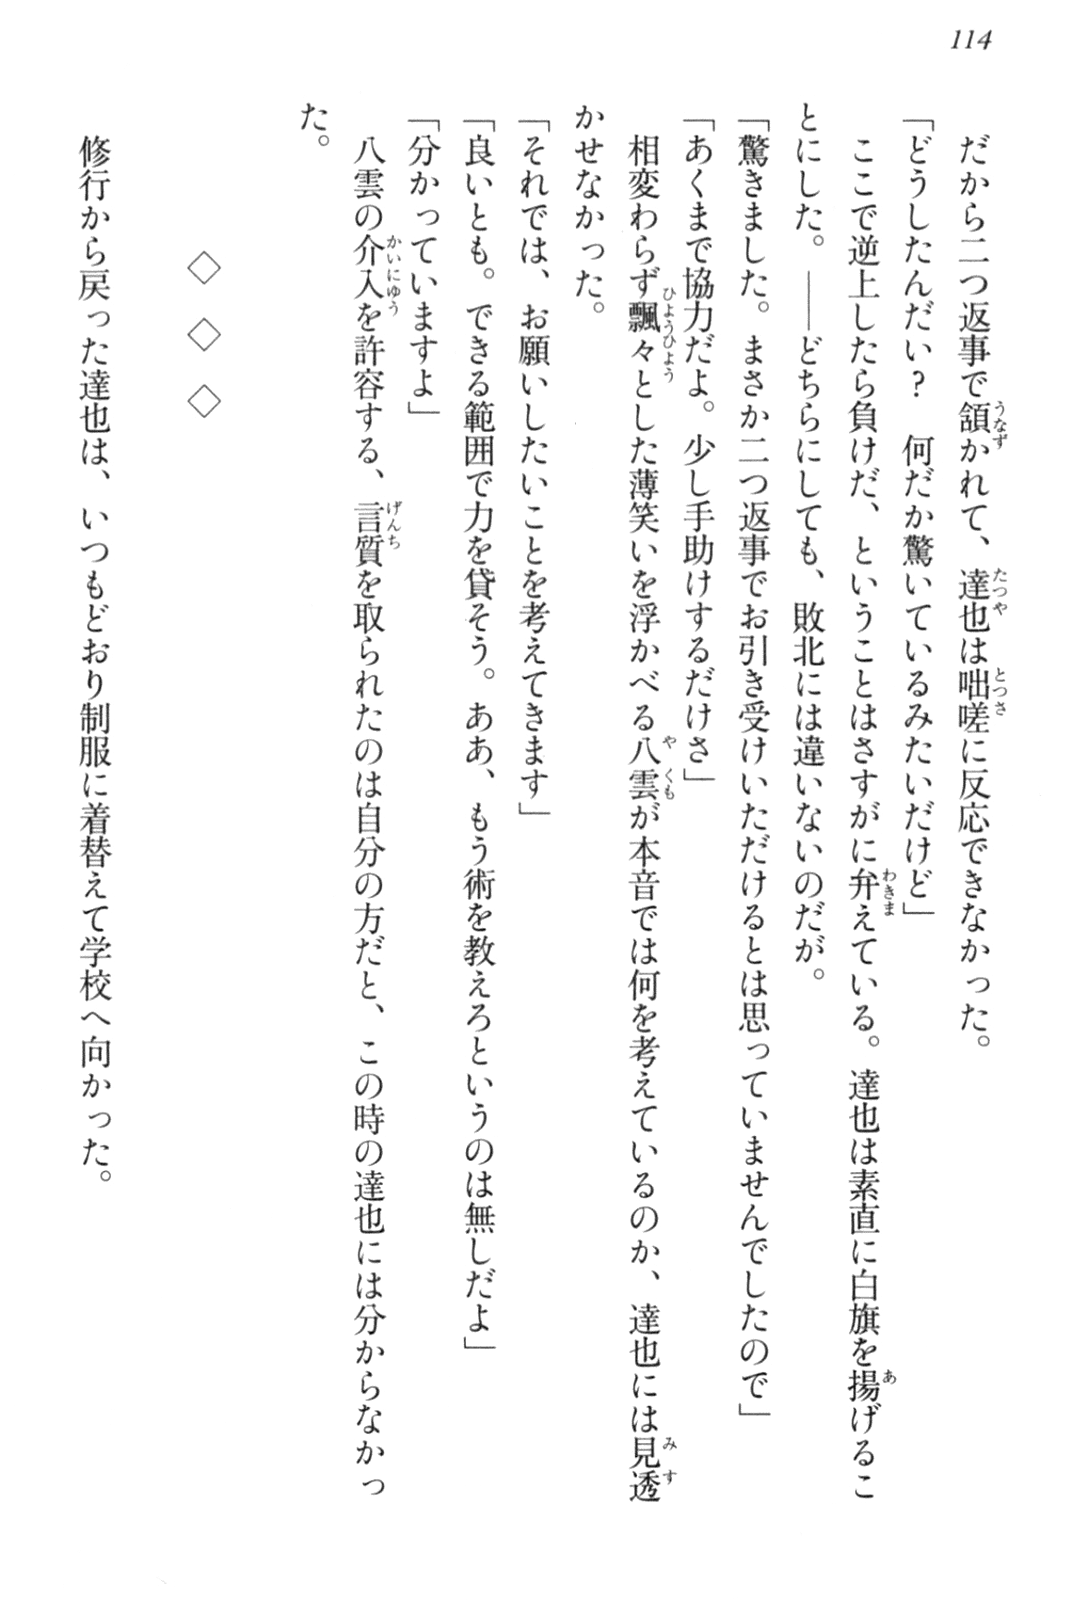 114
だから二つ返事で頷かれて、達也は咄嗟に反応できなかった。
「どうしたんだい？　何だか驚いているみたいだけど」
ここで逆上したら負けだ、ということはさすがに弁えている。達也は素直に白旗を揚げるこ
とにした。――どちらにしても、敗北には違いないのだが。
「驚きました。まさか二つ返事でお引き受けいただけるとは思っていませんでしたので」
「あくまで協力だよ。少し手助けするだけさ」
相変わらず飄々とした薄笑いを浮かべる八雲が本音では何を考えているのか、達也には見透
かせなかった。
「それでは、お願いしたいことを考えてきます」
「良いとも。できる範囲で力を貸そう。ああ、もう術を教えろというのは無しだよ」
「分かっていますよ」
八雲の介入を許容する、言質を取られたのは自分の方だと、この時の達也には分からなかっ
た。
◇　◇　◇
修行から戻った達也は、いつもどおり制服に着替えて学校へ向かった。